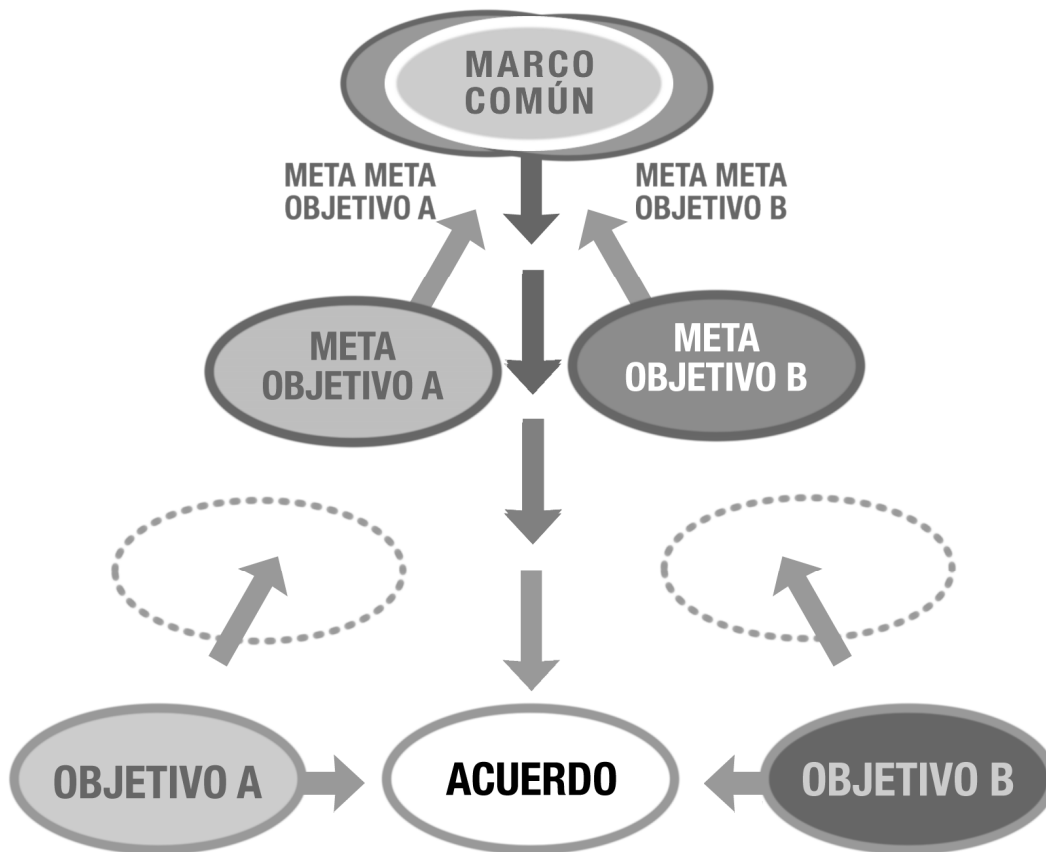 MARCO
COMÚN
META META
OBJETIVO A
META META
OBJETIVO B
META
OBJETIVO A
META
OBJETIVO B
OBJETIVO A
ACUERDO
OBJETIVO B